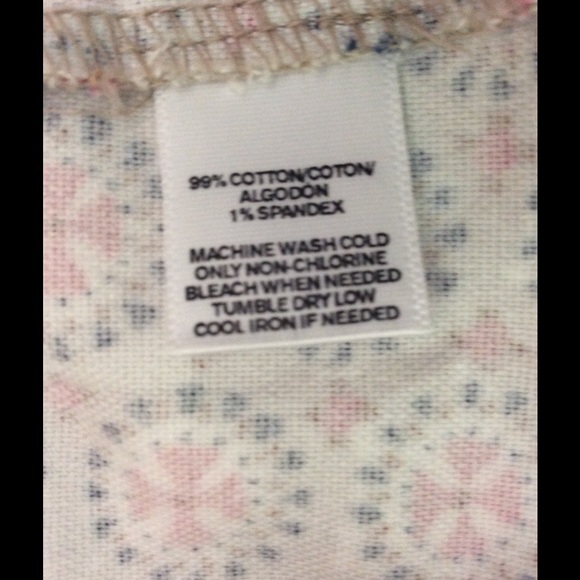 99% COTTON/COTON/
ALGODON
1% SPANDEX
MACHINE WASH COLD
ONLY NON-CHLORINE
BLEACH WHEN NEEDED
TUMBLE DRY LOW
COOL IRON IF NEEDED